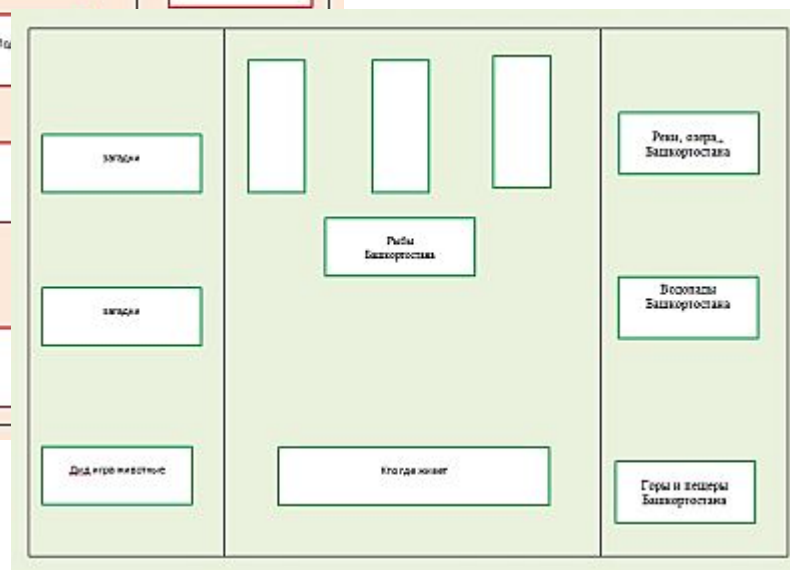 загадки
загадки
Дид игра животные
Рыбы
Башкортостана
Кто где живет
Реки, озера,
Башкортостана
Водопады
Башкортостана
Горы и пещеры
Башкортостана